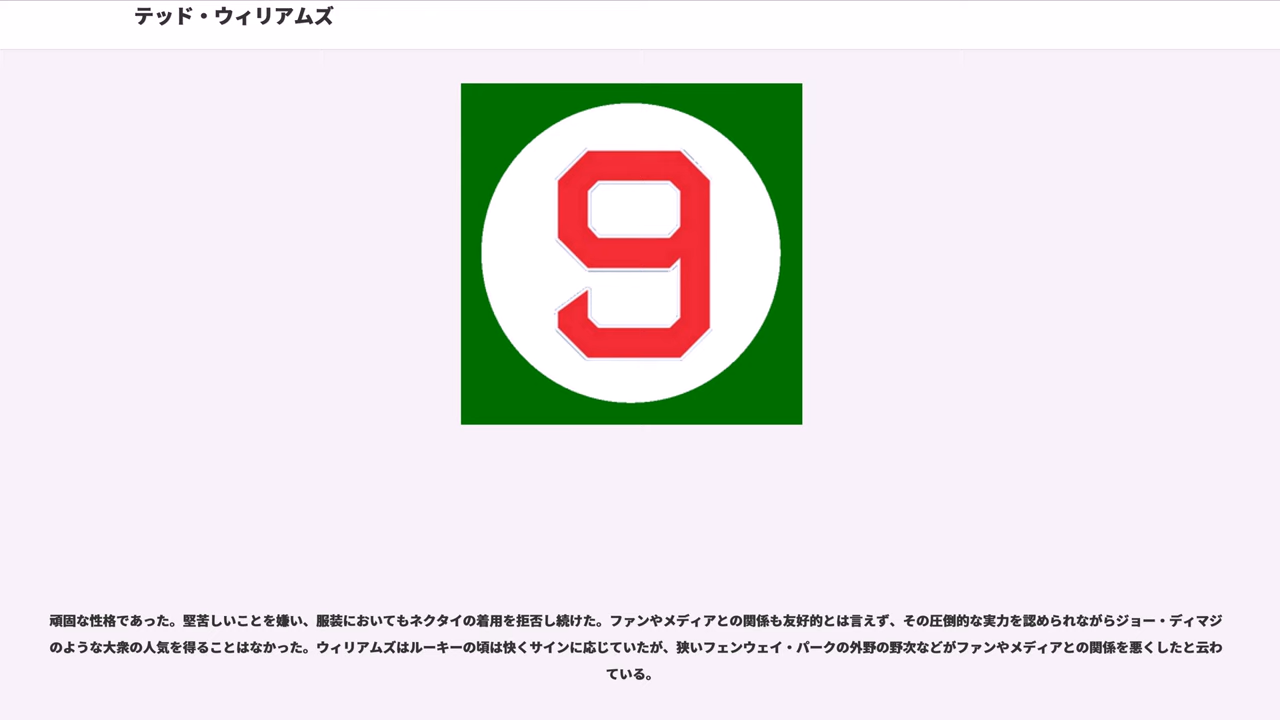 テッド・ウィリアムズ
9
頑固な性格であった。堅苦しいことを嫌い、服装においてもネクタイの着用を拒否し続けた。ファンやメディアとの関係も友好的とは言えず、その圧倒的な実力を認められながらジョー・ディマジ
のような大衆の人気を得ることはなかった。ウィリアムズはルーキーの頃は快くサインに応じていたが、狭いフェンウェイ・パークの外野の野次などがファンやメディアとの関係を悪くしたと云わ
ている。